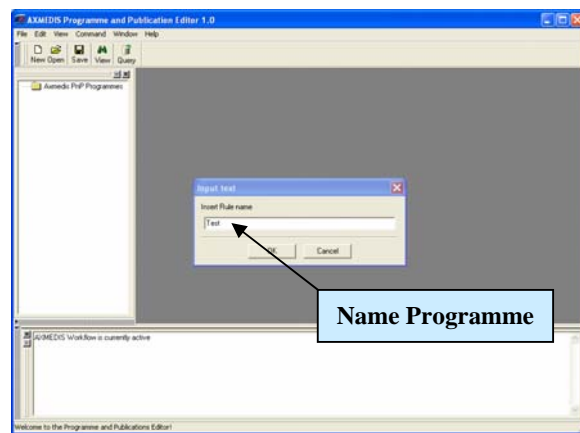 AXMEDIS Programme and Publication Editor 1.0
File Edit View Command Window Help
New Open Save View Query
Axmedis PnP Programmes
Input text
Insert Rule name
Test
OK Cancel
Name Programme
AXMEDIS Workflow is currently active
Welcome to the Programme and Publications Editor!